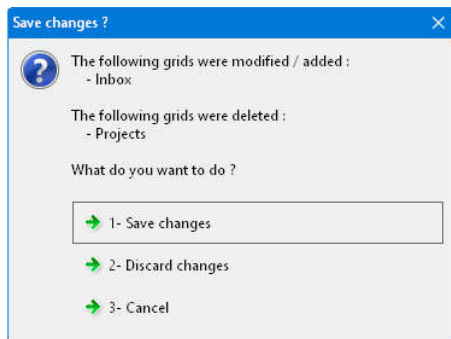 Save changes ?
The following grids were modified / added :
- Inbox
The following grids were deleted :
- Projects
What do you want to do ?
1- Save changes
2- Discard changes
3- Cancel